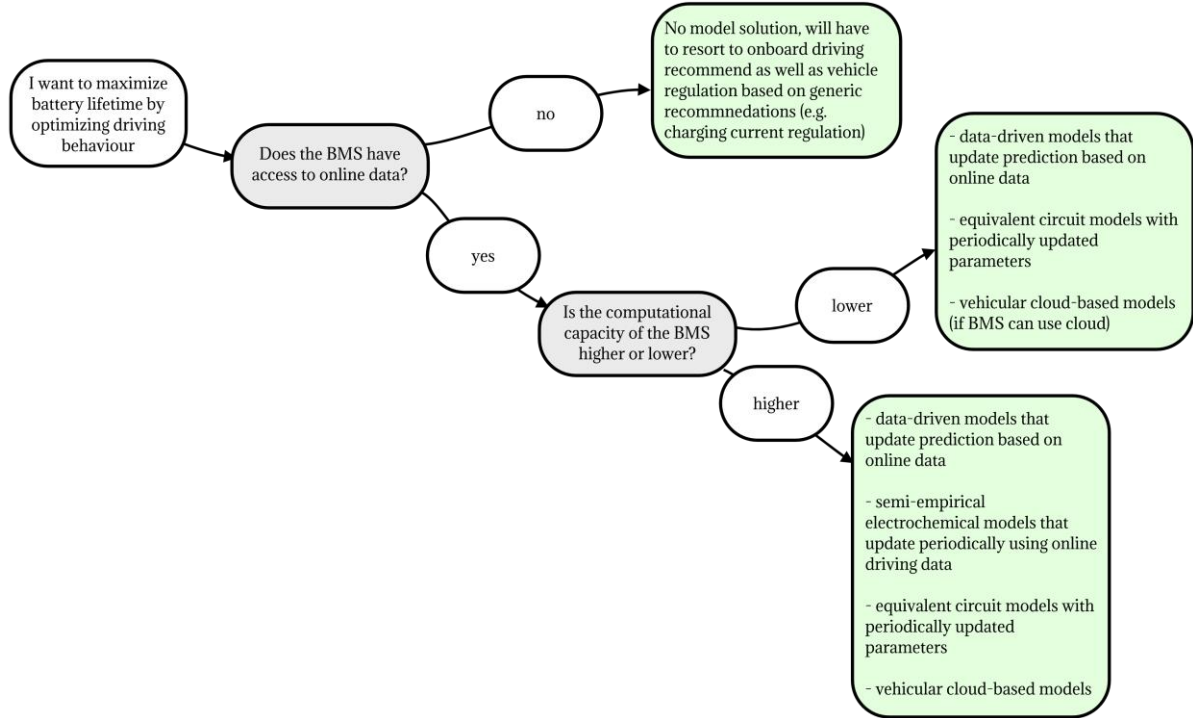 I want to maximize
battery lifetime by
optimizing driving
behaviour
Does the BMS have
access to online data?
no
No model solution, will have
to resort to onboard driving
recommend as well as vehicle
regulation based on generic
recommnedations (e.g.
charging current regulation)
yes
Is the computational
capacity of the BMS
higher or lower?
lower
- data-driven models that
update prediction based on
online data
- equivalent circuit models with
periodically updated
parameters
- vehicular cloud-based models
(if BMS can use cloud)
higher
- data-driven models that
update prediction based on
online data
- semi-empirical
electrochemical models that
update periodically using online
driving data
- equivalent circuit models with
periodically updated
parameters
- vehicular cloud-based models